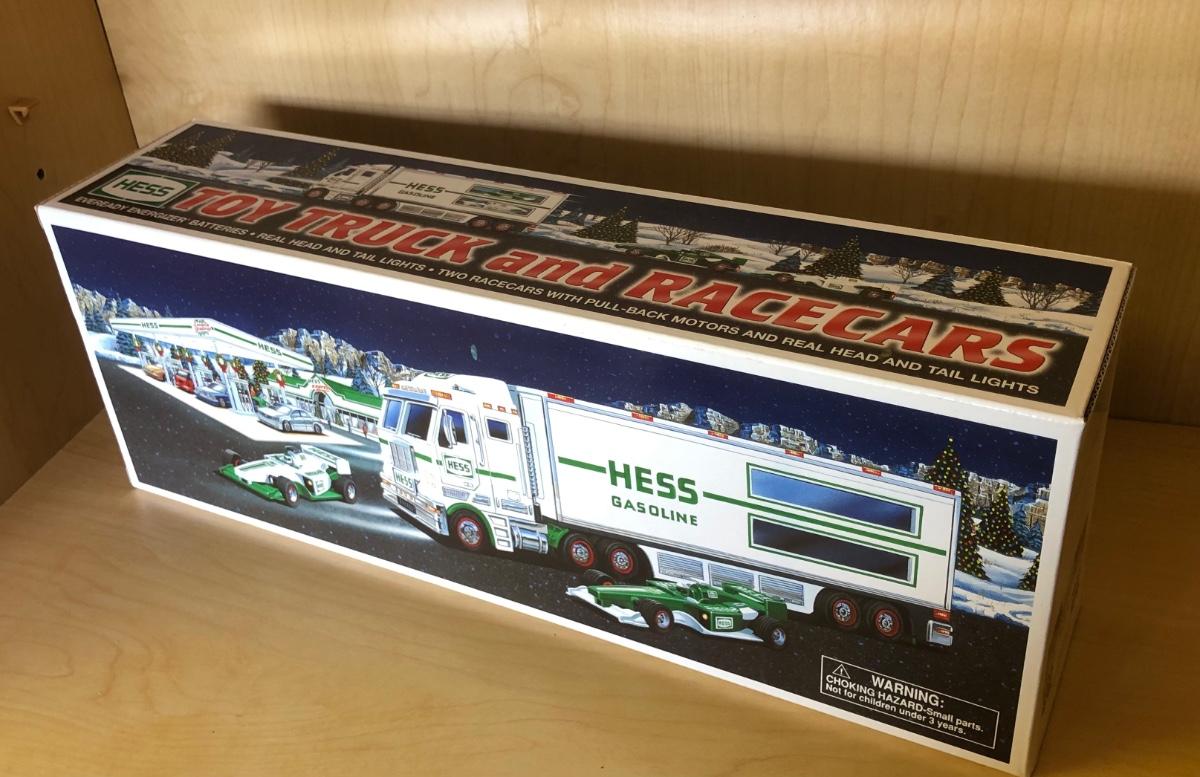 HESS
TOY TRUCK and RACECARS
EVEREADY ENERGIZER BATTERIES • REAL HEAD AND TAIL LIGHTS • TWO RACECARS WITH PULL-BACK MOTORS AND REAL HEAD AND TAIL LIGHTS
HESS
GASOLINE
HESS
HESS
HESS
HESS
HESS
GASOLINE
WARNING:
CHOKING HAZARD-Small parts.
Not for children under 3 years.